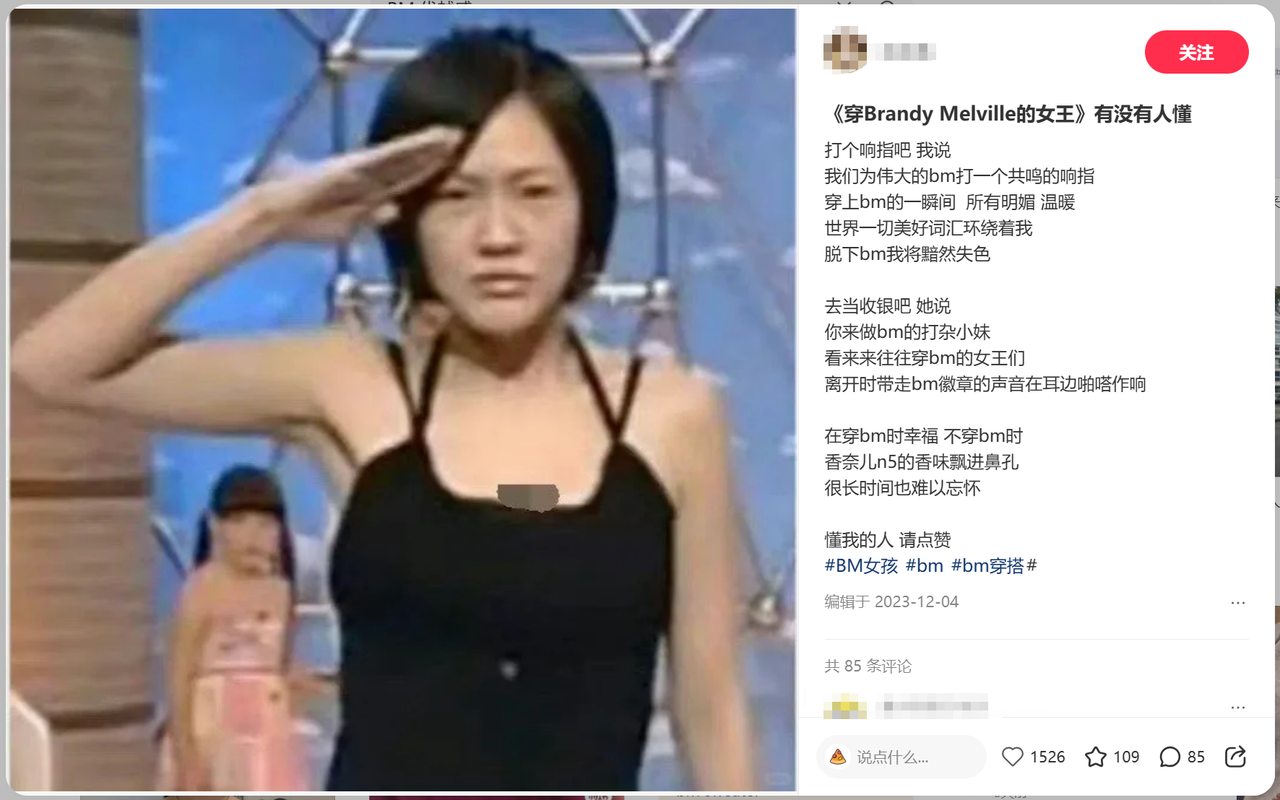 关注
《穿Brandy Melville的女王》有没有人懂
打个响指吧 我说
我们为伟大的bm打一个共鸣的响指
穿上bm的一瞬间 所有明媚 温暖
世界一切美好词汇环绕着我
脱下bm我将黯然失色
去当收银吧 她说
你来做bm的打杂小妹
看来来往往穿bm的女王们
离开时带走bm徽章的声音在耳边啪嗒作响
在穿bm时幸福 不穿bm时
香奈儿n5的香味飘进鼻孔
很长时间也难以忘怀
懂我的人 请点赞
#BM女孩 #bm #bm穿搭#
编辑于 2023-12-04
共 85 条评论
说点什么...
1526
109
85